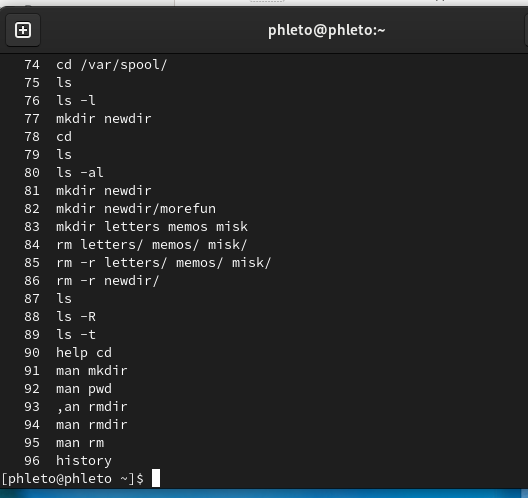 phleto@phleto:~
74 cd /var/spool/
75 ls
76 ls -l
77 mkdir newdir
78 cd
79 ls
80 ls -al
81 mkdir newdir
82 mkdir newdir/morefun
83 mkdir letters memos misk
84 rm letters/ memos/ misk/
85 rm -r letters/ memos/ misk/
86 rm -r newdir/
87 ls
88 ls -R
89 ls -t
90 help cd
91 man mkdir
92 man pwd
93 ,an rmdir
94 man rmdir
95 man rm
96 history
[phleto@phleto ~]$